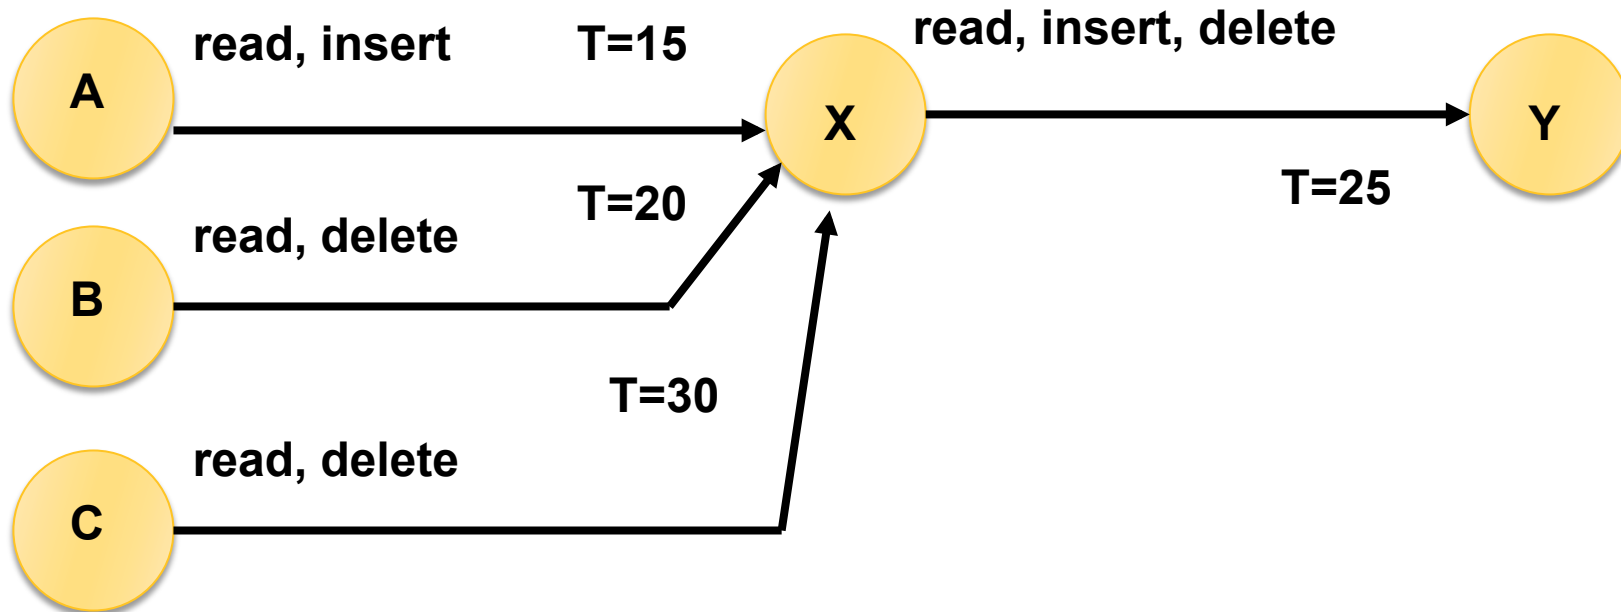 A
read, insert
T=15
X
read, insert, delete
Y
T=25
T=20
B
read, delete
T=30
C
read, delete